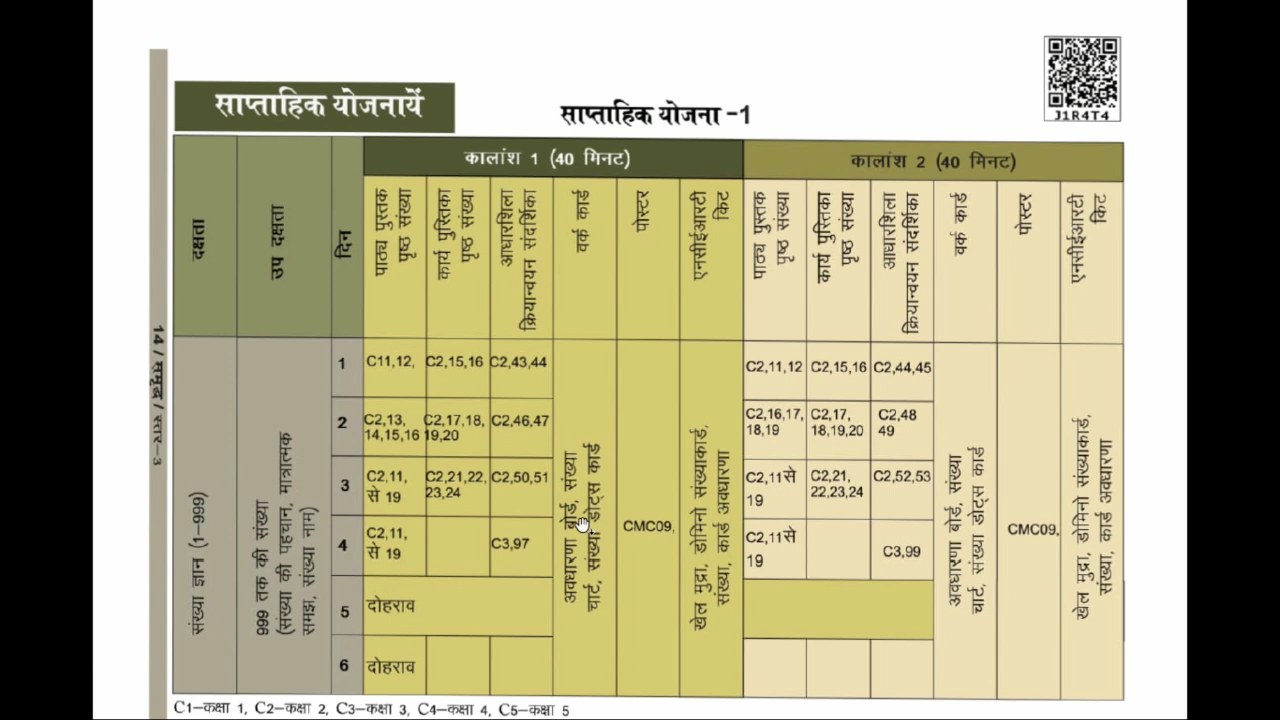 J1R4T4
साप्ताहिक योजनायें
साप्ताहिक योजना -1
कालांश 1 (40 मिनट)
कालांश 2 (40 मिनट)
दक्षता
उप दक्षता
दिन
पाठ्य पुस्तक
पृष्ठ संख्या
कार्य पुस्तिका
पृष्ठ संख्या
आधारशिला
क्रियान्वयन संदर्शिका
वर्क कार्ड
पोस्टर
एनसीईआरटी
किट
पाठ्य पुस्तक
पृष्ठ संख्या
कार्य पुस्तिका
पृष्ठ संख्या
आधारशिला
क्रियान्वयन संदर्शिका
वर्क कार्ड
पोस्टर
एनसीईआरटी
किट
संख्या ज्ञान (1-999)
999 तक की संख्या
(संख्या की पहचान, मात्रात्मक
समझ, संख्या नाम)
1
C11,12,
C2,15,16
C2,43,44
C2,11,12
C2,15,16
C2,44,45
2
C2,13,
14,15,16
C2,17,18,
19,20
C2,46,47
C2,16,17,
18,19
C2,17,
18,19,20
C2,48
49
3
C2,11,
से 19
C2,21,22,
23,24
C2,50,51
C2,11से
19
C2,21,
22,23,24
C2,52,53
4
C2,11,
से 19
C3,97
C2,11से
19
C3,99
5
दोहराव
6
दोहराव
अवधारणा बोर्ड, संख्या
चार्ट, संख्या डोट्स कार्ड
CMC09,
खेल मुद्रा, डोमिनो संख्याकार्ड,
संख्या, कार्ड अवधारणा
अवधारणा बोर्ड, संख्या
चार्ट, संख्या डोट्स कार्ड
CMC09,
खेल मुद्रा, डोमिनो संख्याकार्ड,
संख्या, कार्ड अवधारणा
C1-कक्षा 1, C2-कक्षा 2, C3-कक्षा 3, C4-कक्षा 4, C5-कक्षा 5
14 / समृद्ध / स्तर-3